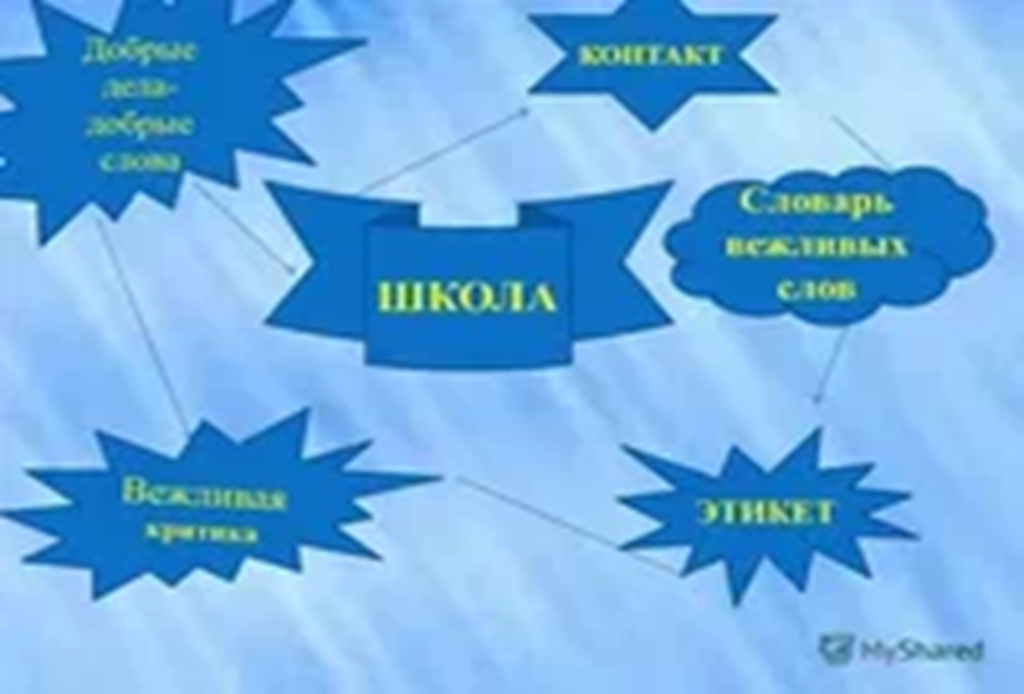 Добрые
дела-
добрые
слова
КОНТАКТ
Словарь
вежливых
слов
ШКОЛА
Вежливая
критика
ЭТИКЕТ
MyShared